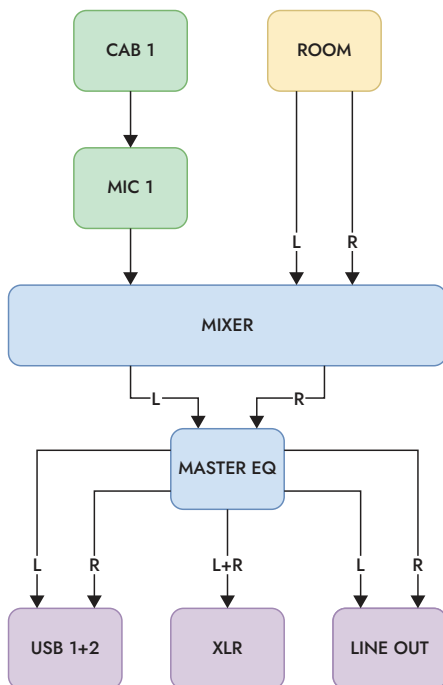 CAB 1
ROOM
MIC 1
L
R
MIXER
L
R
MASTER EQ
L
R
L+R
L
R
USB 1+2
XLR
LINE OUT